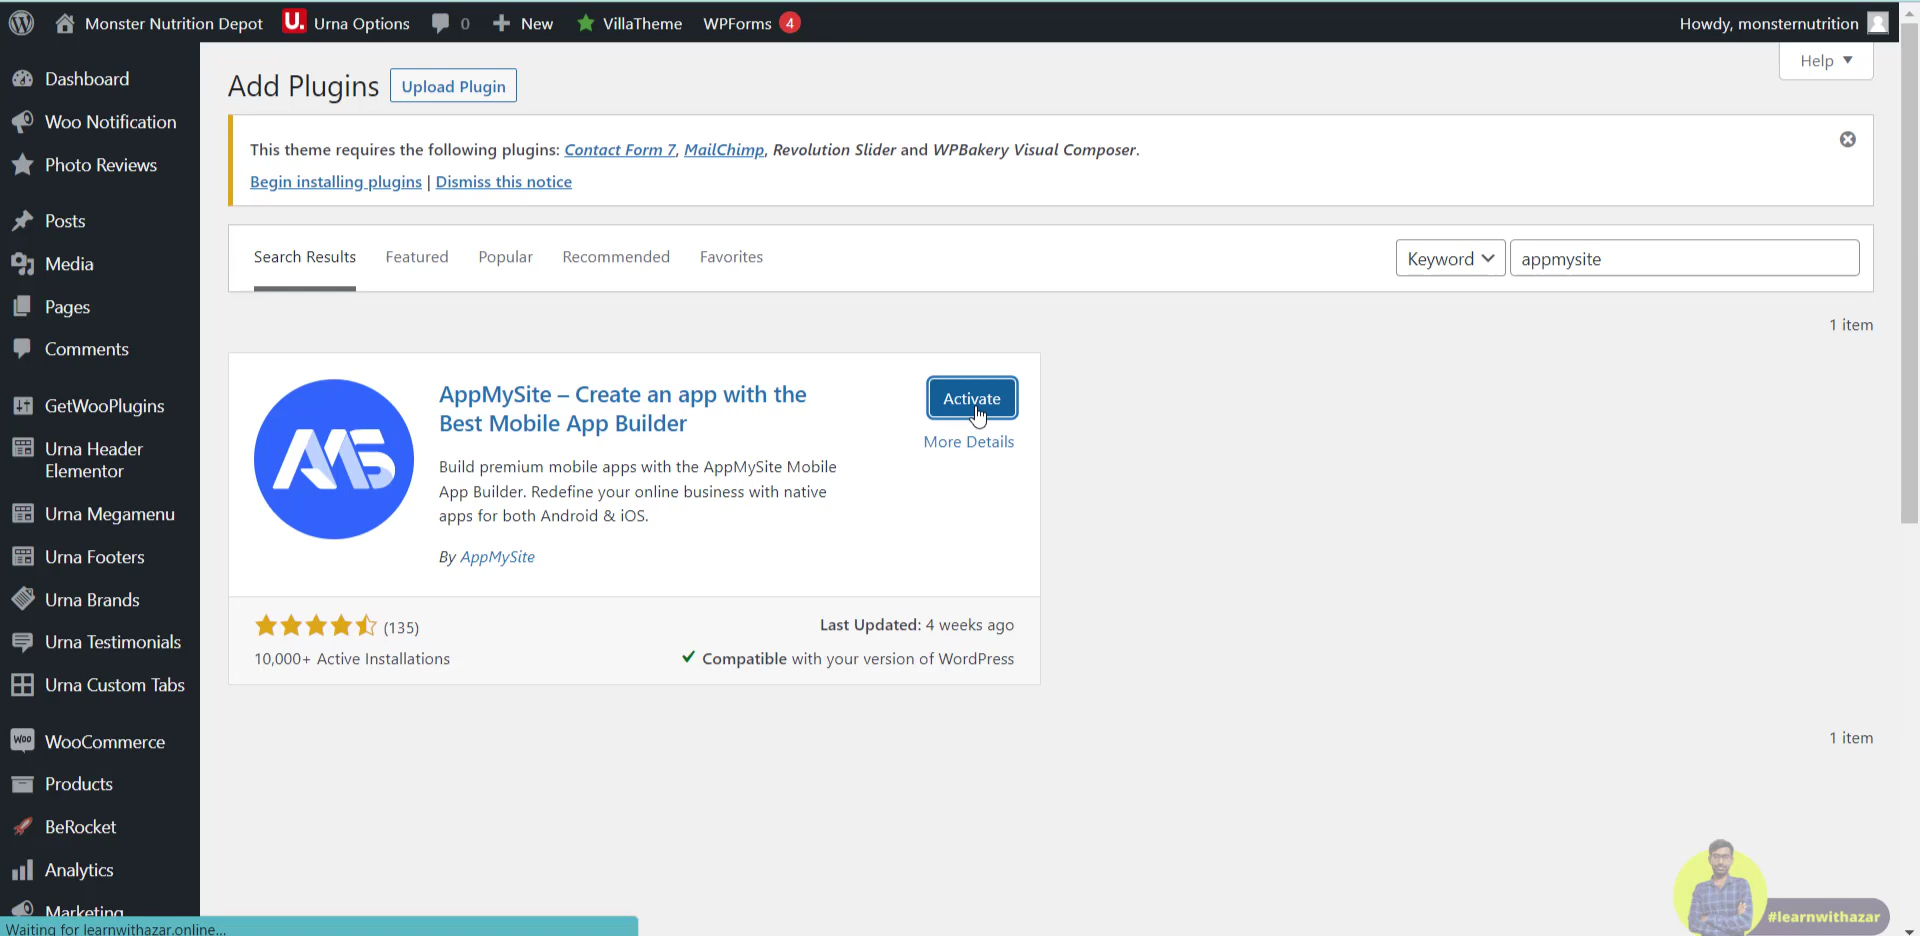 Monster Nutrition Depot
U. Urna Options
0
New
VillaTheme
WPForms 4
Howdy, monsternutrition
Dashboard
Woo Notification
Photo Reviews
Posts
Media
Pages
Comments
GetWooPlugins
Urna Header
Elementor
Urna Megamenu
Urna Footers
Urna Brands
Urna Testimonials
Urna Custom Tabs
Woo WooCommerce
Products
BeRocket
Analytics
Marketing
Waiting for learnwithazar.online...
Help
Add Plugins Upload Plugin
This theme requires the following plugins: Contact Form 7, MailChimp, Revolution Slider and WPBakery Visual Composer.
Begin installing plugins | Dismiss this notice
Search Results Featured Popular Recommended Favorites
Keyword appmysite
1 item
AMS
AppMySite – Create an app with the
Best Mobile App Builder
Activate
More Details
Build premium mobile apps with the AppMySite Mobile
App Builder. Redefine your online business with native
apps for both Android & iOS.
By AppMySite
(135)
Last Updated: 4 weeks ago
10,000+ Active Installations
Compatible with your version of WordPress
1 item
#learnwithazar